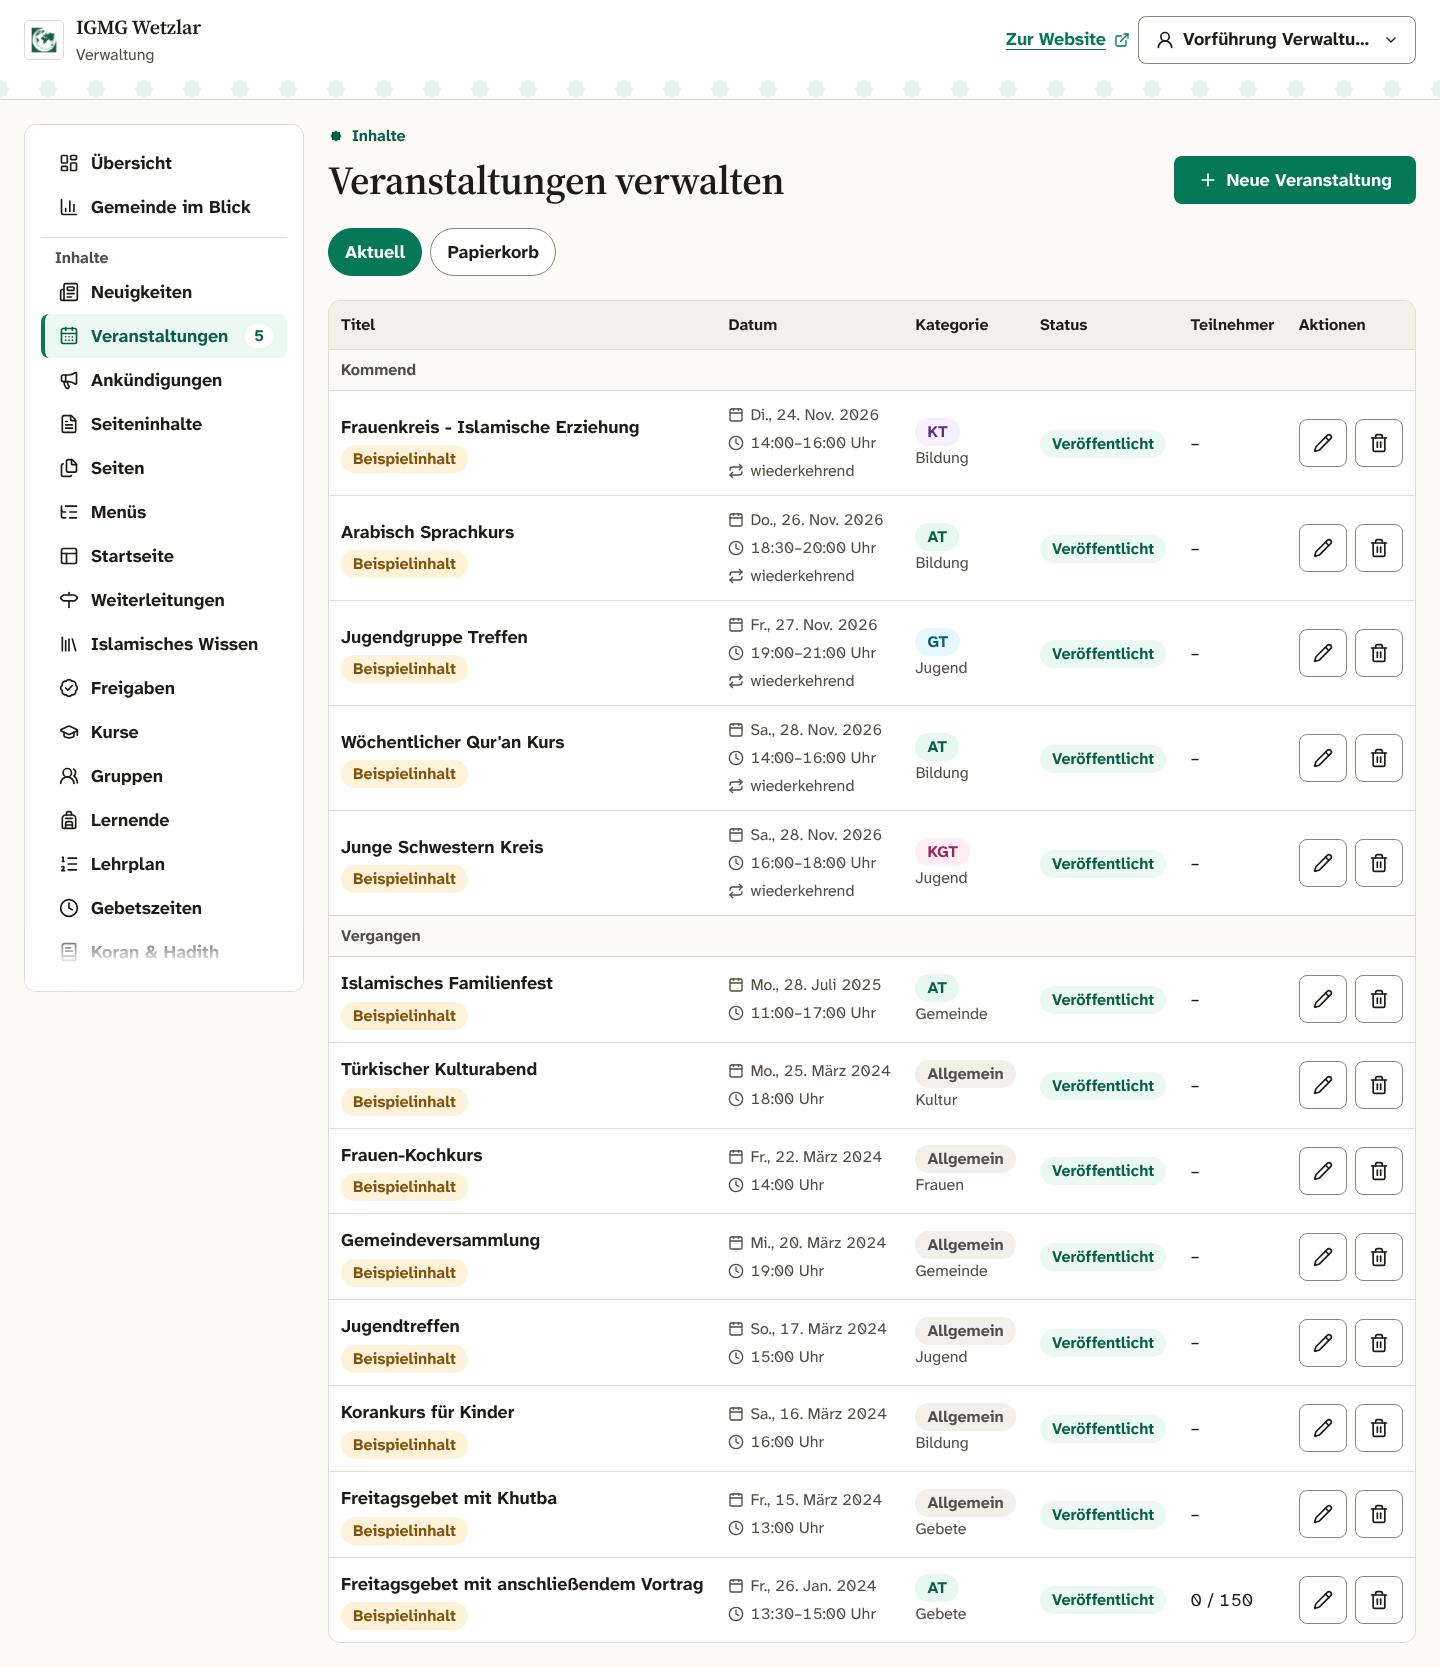 IGMG Wetzlar
Verwaltung
Zur Website
Vorführung Verwaltu...
Übersicht
Gemeinde im Blick
Inhalte
Neuigkeiten
Veranstaltungen 5
Ankündigungen
Seiteninhalte
Seiten
Menüs
Startseite
Weiterleitungen
Islamisches Wissen
Freigaben
Kurse
Gruppen
Lernende
Lehrplan
Gebetszeiten
Koran & Hadith
Inhalte
Veranstaltungen verwalten
Neue Veranstaltung
Aktuell
Papierkorb
Titel Datum Kategorie Status Teilnehmer Aktionen
Kommend
Frauenkreis - Islamische Erziehung
Beispielinhalt
Di., 24. Nov. 2026
14:00–16:00 Uhr
wiederkehrend
KT
Bildung
Veröffentlicht
–
Arabisch Sprachkurs
Beispielinhalt
Do., 26. Nov. 2026
18:30–20:00 Uhr
wiederkehrend
AT
Bildung
Veröffentlicht
–
Jugendgruppe Treffen
Beispielinhalt
Fr., 27. Nov. 2026
19:00–21:00 Uhr
wiederkehrend
GT
Jugend
Veröffentlicht
–
Wöchentlicher Qur'an Kurs
Beispielinhalt
Sa., 28. Nov. 2026
14:00–16:00 Uhr
wiederkehrend
AT
Bildung
Veröffentlicht
–
Junge Schwestern Kreis
Beispielinhalt
Sa., 28. Nov. 2026
16:00–18:00 Uhr
wiederkehrend
KGT
Jugend
Veröffentlicht
–
Vergangen
Islamisches Familienfest
Beispielinhalt
Mo., 28. Juli 2025
11:00–17:00 Uhr
AT
Gemeinde
Veröffentlicht
–
Türkischer Kulturabend
Beispielinhalt
Mo., 25. März 2024
18:00 Uhr
Allgemein
Kultur
Veröffentlicht
–
Frauen-Kochkurs
Beispielinhalt
Fr., 22. März 2024
14:00 Uhr
Allgemein
Frauen
Veröffentlicht
–
Gemeindeversammlung
Beispielinhalt
Mi., 20. März 2024
19:00 Uhr
Allgemein
Gemeinde
Veröffentlicht
–
Jugendtreffen
Beispielinhalt
So., 17. März 2024
15:00 Uhr
Allgemein
Jugend
Veröffentlicht
–
Korankurs für Kinder
Beispielinhalt
Sa., 16. März 2024
16:00 Uhr
Allgemein
Bildung
Veröffentlicht
–
Freitagsgebet mit Khutba
Beispielinhalt
Fr., 15. März 2024
13:00 Uhr
Allgemein
Gebete
Veröffentlicht
–
Freitagsgebet mit anschließendem Vortrag
Beispielinhalt
Fr., 26. Jan. 2024
13:30–15:00 Uhr
AT
Gebete
Veröffentlicht
0 / 150